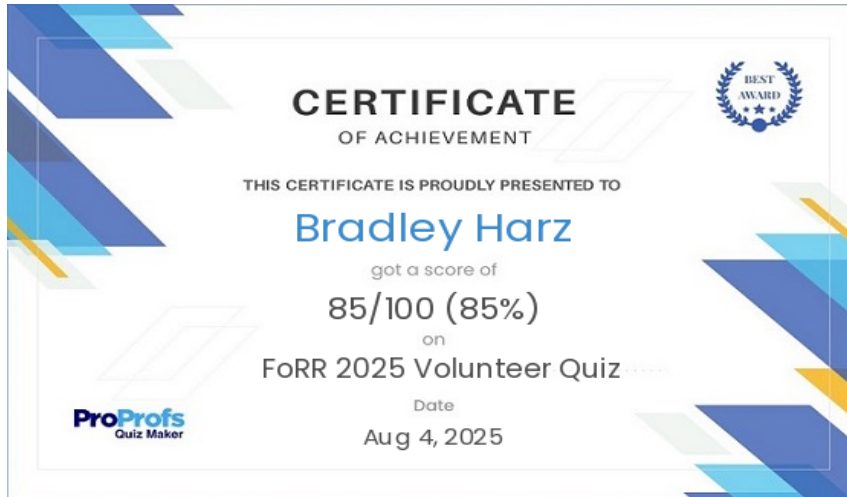 CERTIFICATE
OF ACHIEVEMENT
BEST
AWARD
THIS CERTIFICATE IS PROUDLY PRESENTED TO
Bradley Harz
got a score of
85/100 (85%)
on
FoRR 2025 Volunteer Quiz
Date
Aug 4, 2025
ProProfs
Quiz Maker